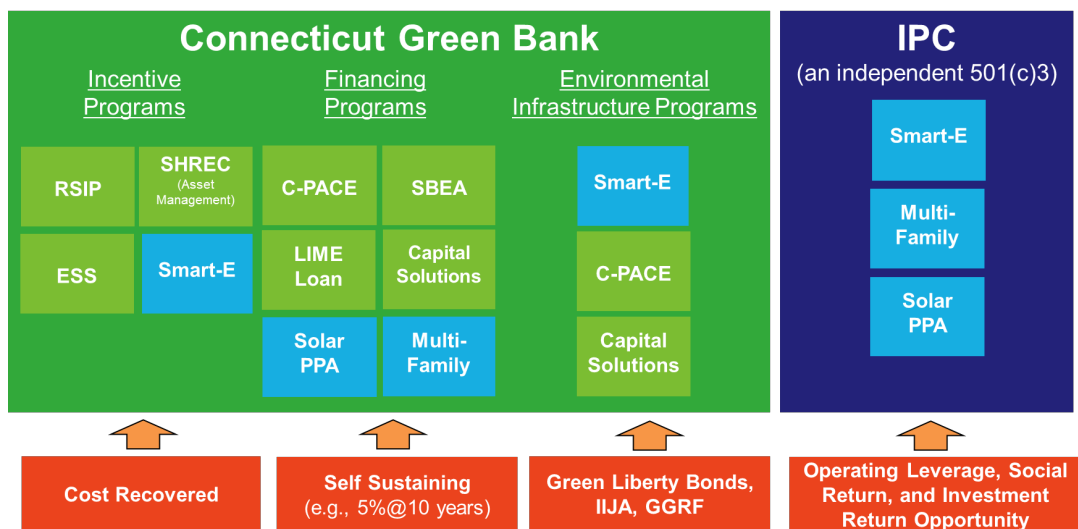 Connecticut Green Bank
Incentive
Programs
Financing
Programs
Environmental
Infrastructure Programs
RSIP
SHREC
(Asset
Management)
C-PACE
SBEA
Smart-E
ESS
Smart-E
LIME
Loan
Capital
Solutions
C-PACE
Solar
PPA
Multi-
Family
Capital
Solutions
IPC
(an independent 501(c)3)
Smart-E
Multi-
Family
Solar
PPA
Cost Recovered
Self Sustaining
(e.g., 5%@10 years)
Green Liberty Bonds,
IIJA, GGRF
Operating Leverage, Social
Return, and Investment
Return Opportunity